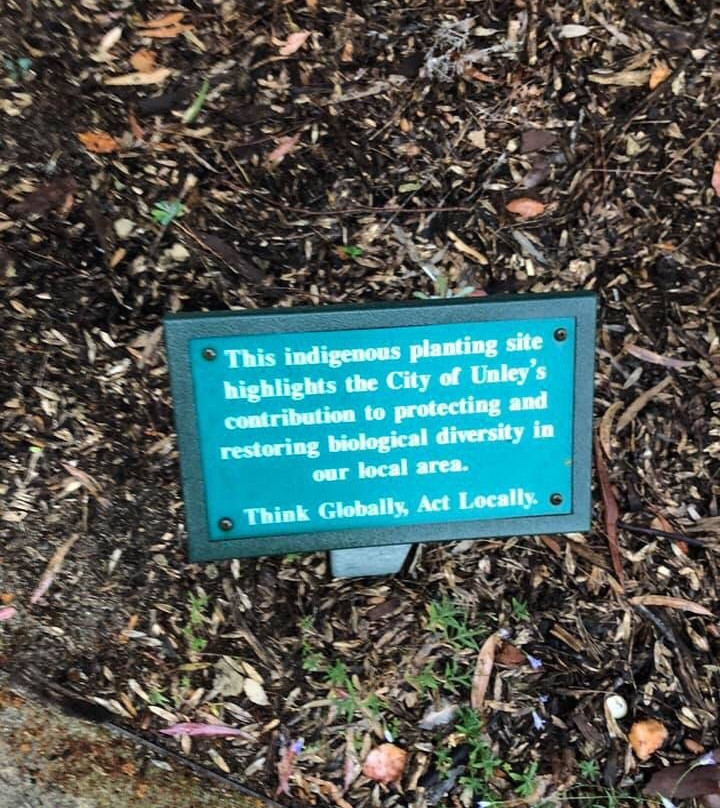 This indigenous planting site
highlights the City of Unley's
contribution to protecting and
restoring biological diversity in
our local area.
Think Globally, Act Locally.